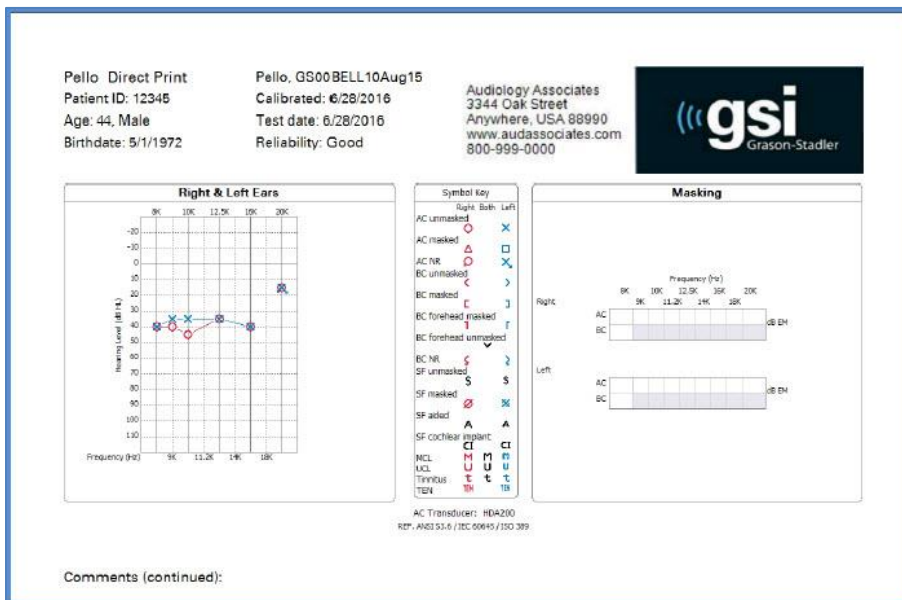 Pello Direct Print
Patient ID: 12345
Age: 44, Male
Birthdate: 5/1/1972
Pello, GS00BELL10Aug15
Calibrated: 6/28/2016
Test date: 6/28/2016
Reliability: Good
Audiology Associates
3344 Oak Street
Anywhere, USA 88990
www.audassociates.com
800-999-0000
gsi
Grason-Stadler
Right & Left Ears
8K 10K 12.5K 16K 20K
-20
-10
0
10
20
30
40
50
60
70
80
90
100
110
Hearing Level (dB HL)
Frequency (Hz) 9K 11.2K 14K 18K
Symbol Key
Right Both Left
AC unmasked
AC masked
AC NR
BC unmasked
BC masked
BC forehead masked
BC forehead unmasked
BC NR
SF unmasked
S S
SF masked
SF aided
A A
SF cochlear implant
CI CI
NCL M M m
UCL U U U
Tinnitus t t t
TEN TEN TEN
Masking
Frequency (Hz)
8K 10K 12.5K 16K 20K
9K 11.2K 14K 18K
Right
AC
BC
dB EM
Left
AC
BC
dB EM
AC Transducer: HDA200
REF. ANSI S3.6 / IEC 60645 / ISO 389
Comments (continued):